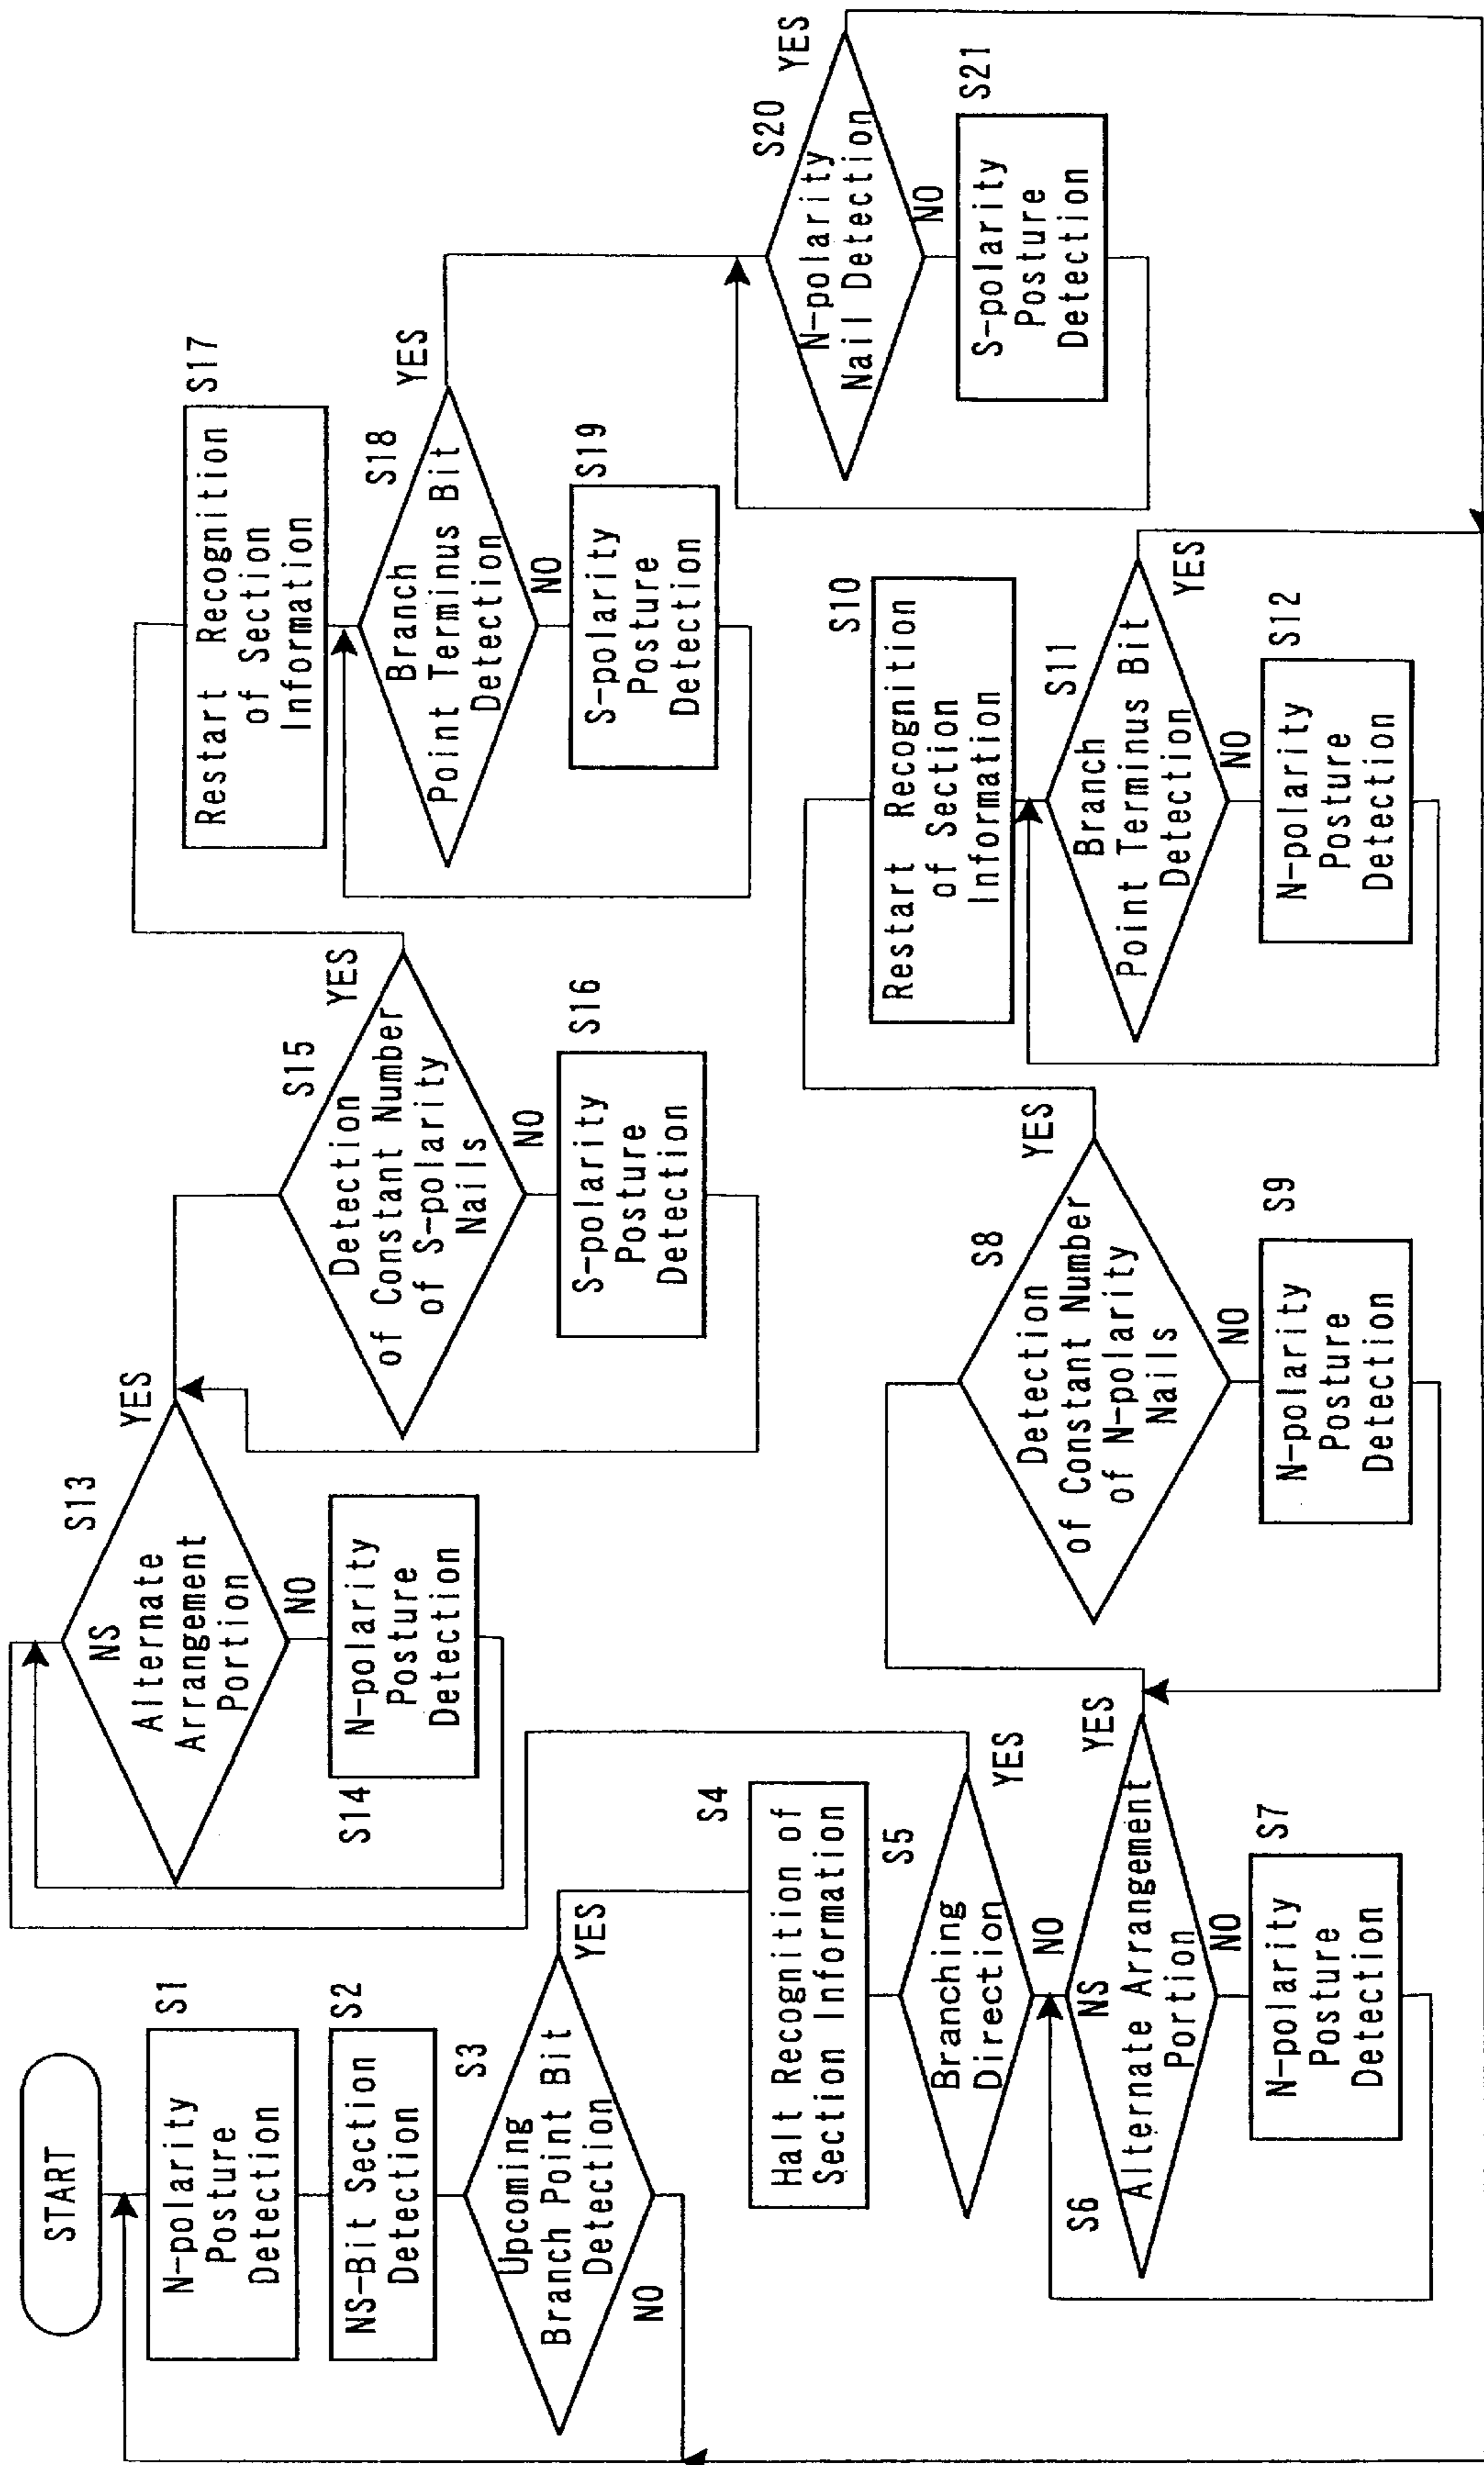 START
S1
N-polarity
Posture
Detection
S2
NS-Bit Section
Detection
S3
Upcoming
Branch Point Bit
Detection
YES
NO
S4
Halt Recognition of
Section Information
S5
Branching
Direction
YES
NO
S6
NS
Alternate Arrangement
Portion
YES
NO
S7
N-polarity
Posture
Detection
S8
Detection
of Constant Number
of N-polarity
Nails
YES
NO
S9
N-polarity
Posture
Detection
S10
Restart Recognition
of Section
Information
S11
Branch
Point Terminus Bit
Detection
YES
NO
S12
N-polarity
Posture
Detection
S13
NS
Alternate
Arrangement
Portion
YES
NO
S14
N-polarity
Posture
Detection
S15
Detection
of Constant Number
of S-polarity
Nails
YES
NO
S16
S-polarity
Posture
Detection
S17
Restart Recognition
of Section
Information
S18
Branch
Point Terminus Bit
Detection
YES
NO
S19
S-polarity
Posture
Detection
S20
N-polarity
Nail Detection
YES
NO
S21
S-polarity
Posture
Detection